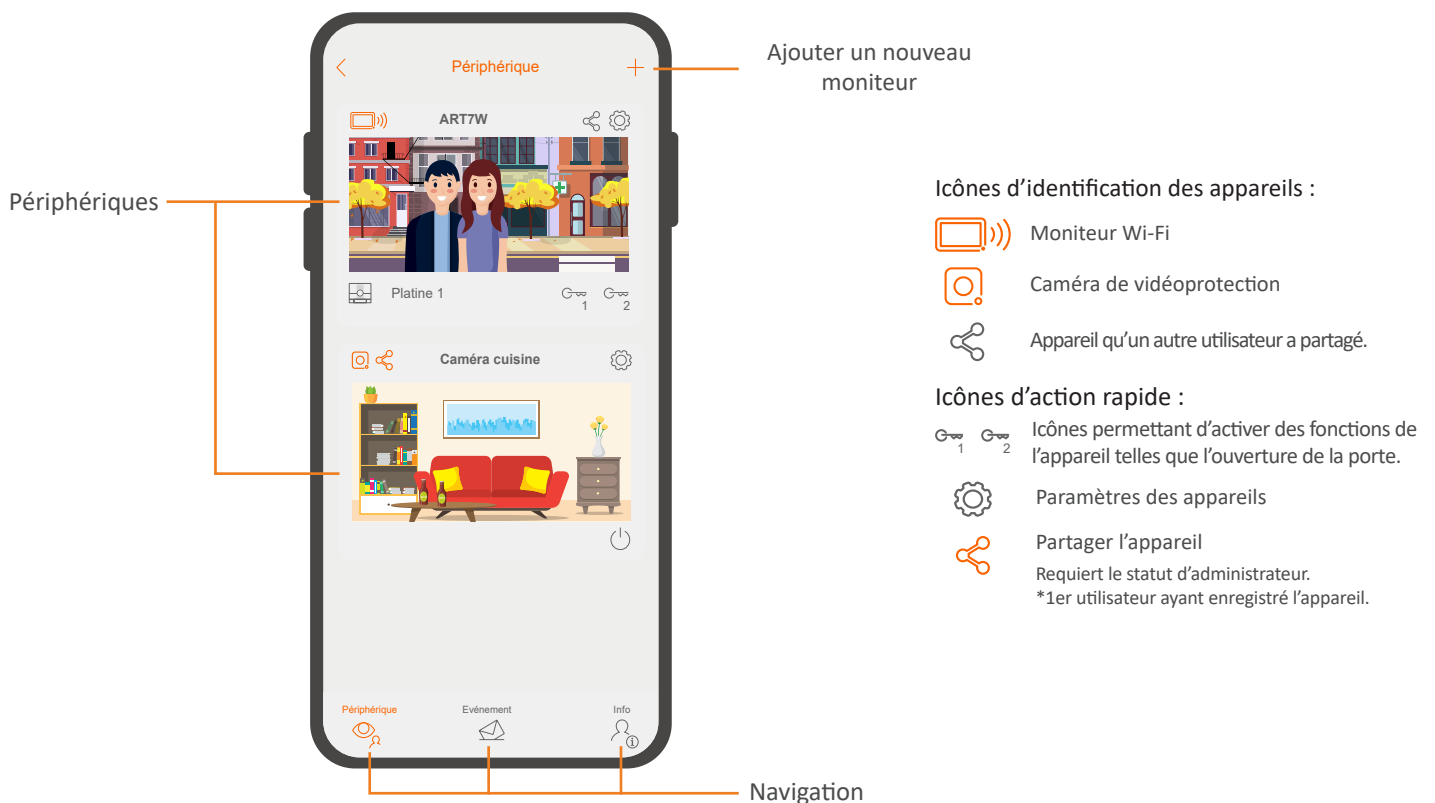 Périphérique
Ajouter un nouveau
moniteur
ART7W
Périphériques
Platine 1
1
2
Caméra cuisine
Périphérique
Evénement
Info
Navigation
Icônes d’identification des appareils :
Moniteur Wi-Fi
Caméra de vidéoprotection
Appareil qu’un autre utilisateur a partagé.
Icônes d’action rapide :
1
2
Icônes permettant d’activer des fonctions de
l’appareil telles que l’ouverture de la porte.
Paramètres des appareils
Partager l’appareil
Requiert le statut d’administrateur.
*1er utilisateur ayant enregistré l’appareil.